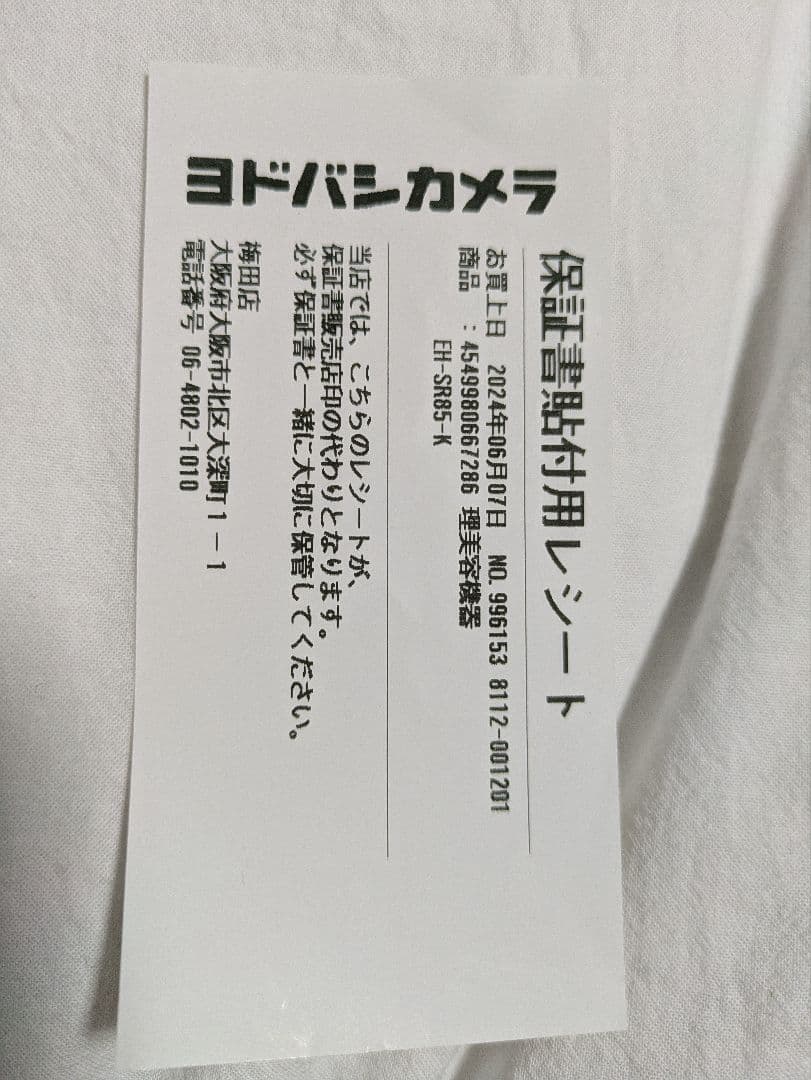 ヨドバシカメラ
保証書貼付用レシート
お買上日 2024年06月07日 NO.996153 8112-001201
商品 :4549980667286 理美容機器
EH-SR85-K
当店では、こちらのレシートが、
保証書販売店印の代わりとなります。
必ず保証書と一緒に大切に保管してください。
梅田店
大阪府大阪市北区大深町1-1
電話番号 06-4802-1010